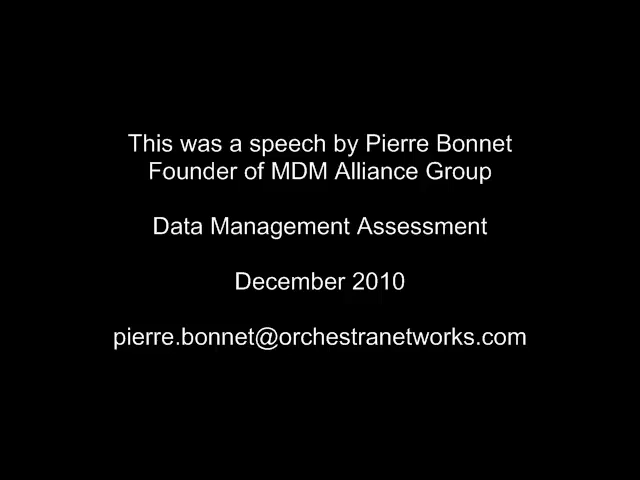 This was a speech by Pierre Bonnet
Founder of MDM Alliance Group
Data Management Assessment
December 2010
pierre.bonnet@orchestranetworks.com